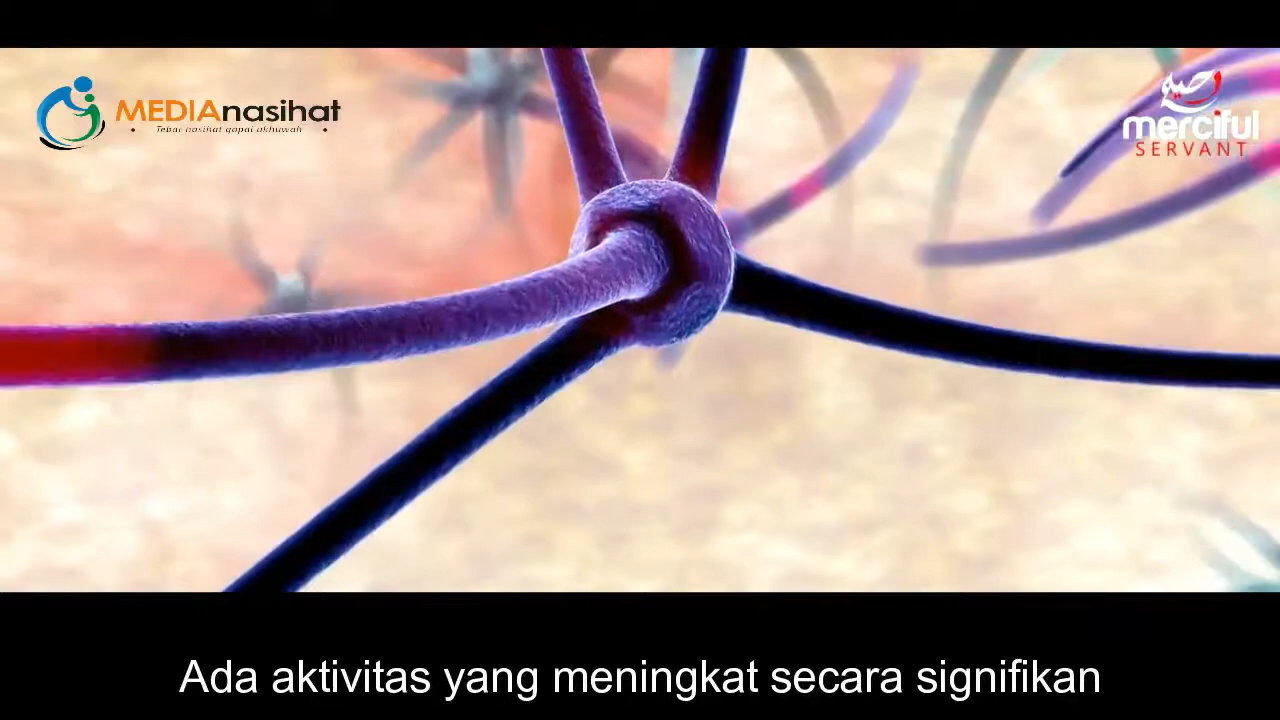 MEDIAnasihat
• Tebar nasihat gapai ukhuwah •
merciful
SERVANT
Ada aktivitas yang meningkat secara signifikan